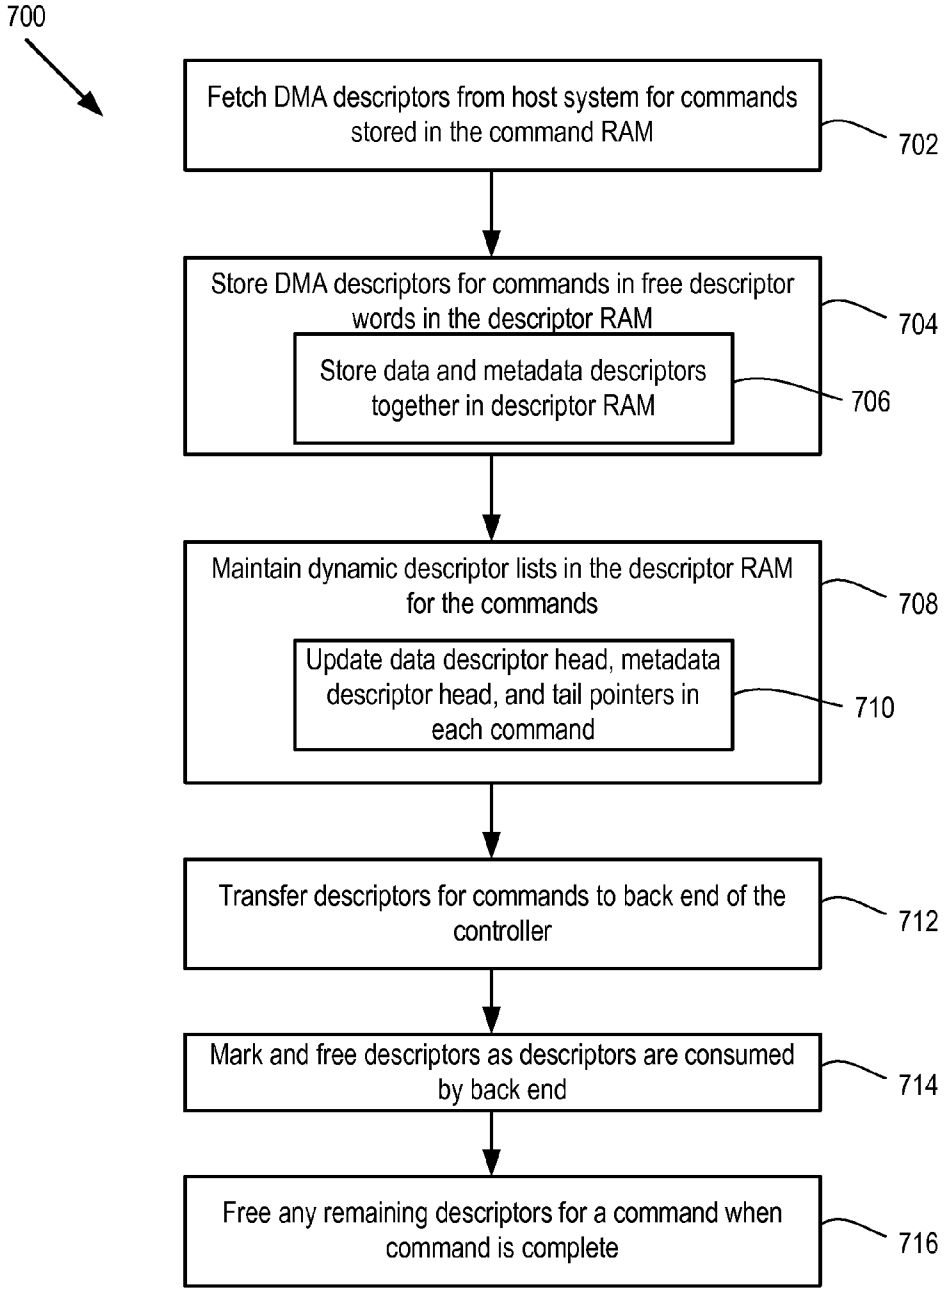 700
Fetch DMA descriptors from host system for commands
stored in the command RAM
702
Store DMA descriptors for commands in free descriptor
words in the descriptor RAM
704
Store data and metadata descriptors
together in descriptor RAM
706
Maintain dynamic descriptor lists in the descriptor RAM
for the commands
708
Update data descriptor head, metadada
descriptor head, and tail pointers in
each command
710
Transfer descriptors for commands to back end of the
controller
712
Mark and free descriptors as descriptors are consumed
by back end
714
Free any remaining descriptors for a command when
command is complete
716